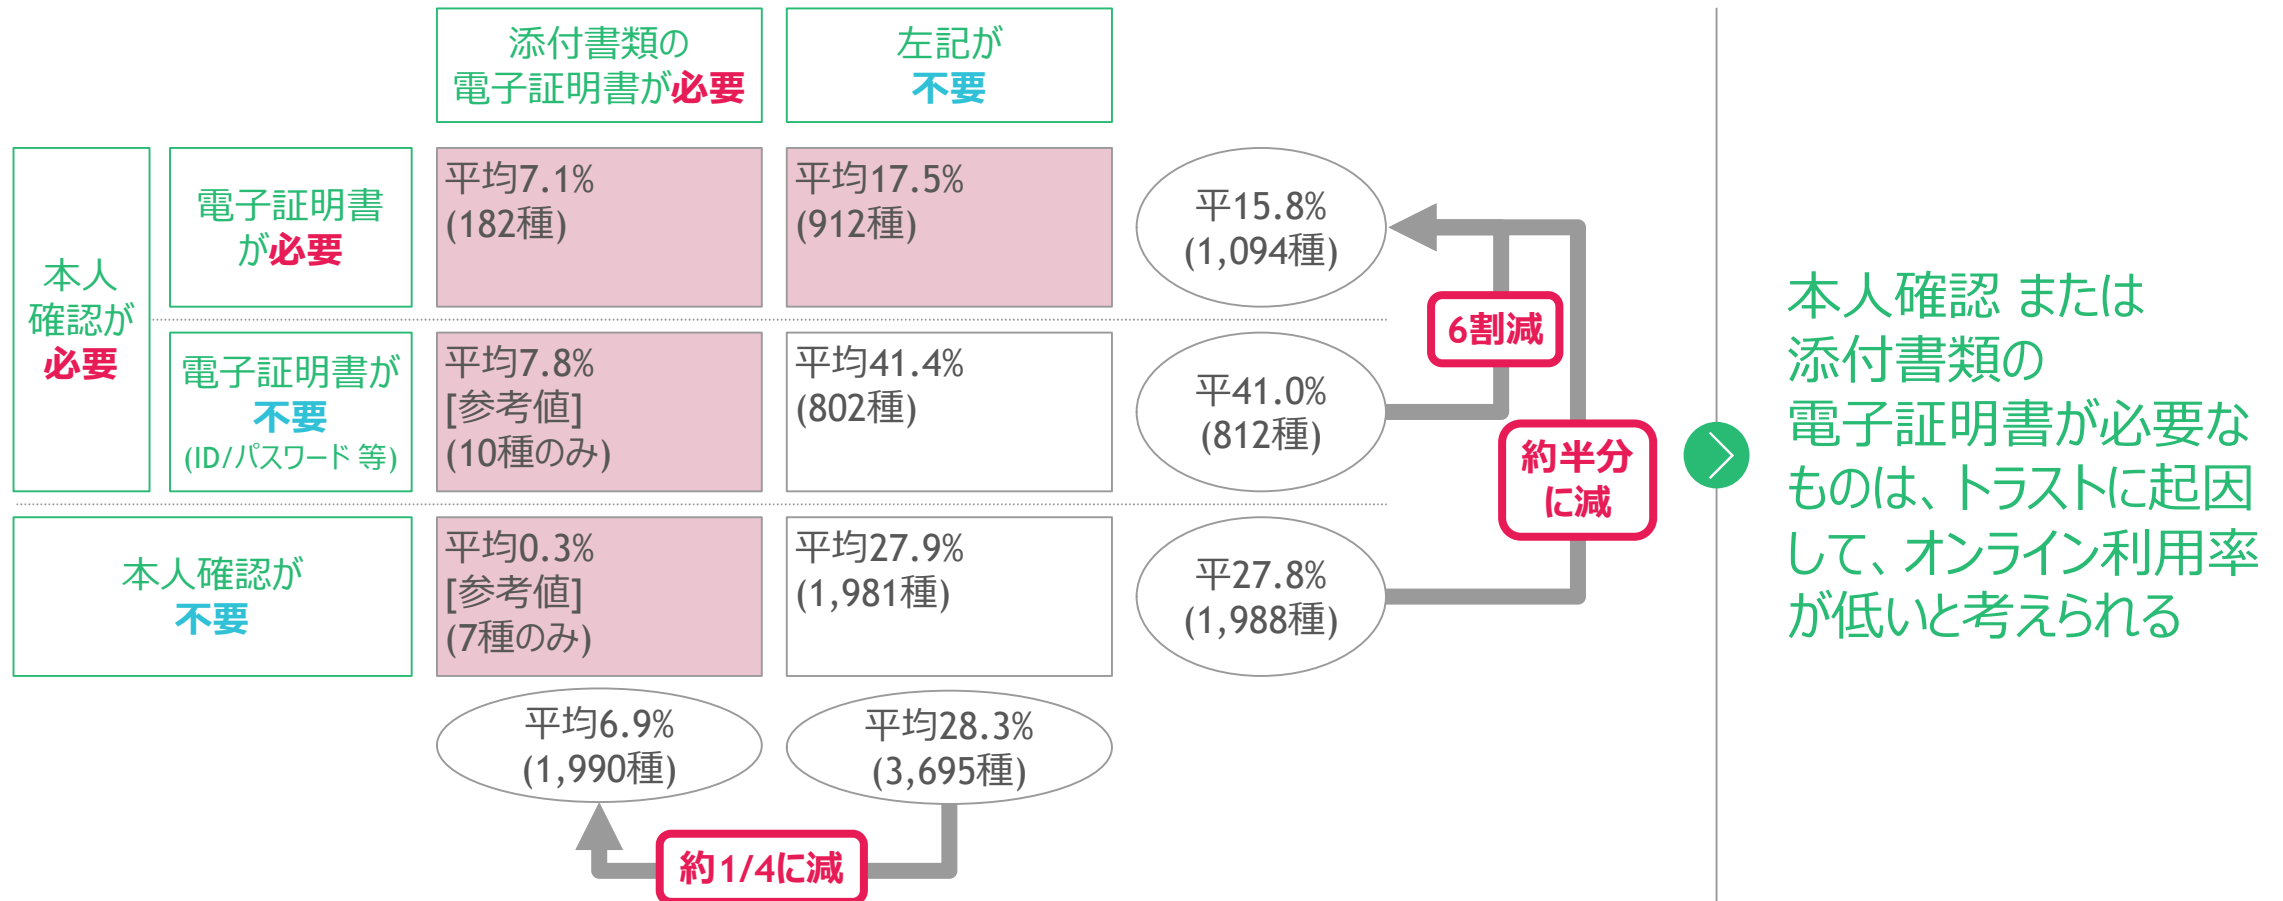 添付書類の
電子証明書が必要
左記が
不要
本人
確認が
必要
電子証明書
が必要
平均7.1%
(182種)
平均17.5%
(912種)
平15.8%
(1,094種)
電子証明書が
不要
(ID/パスワード 等)
平均7.8%
[参考値]
(10種のみ)
平均41.4%
(802種)
平41.0%
(812種)
本人確認が
不要
平均0.3%
[参考値]
(7種のみ)
平均27.9%
(1,981種)
平27.8%
(1,988種)
平均6.9%
(1,990種)
平均28.3%
(3,695種)
6割減
約半分
に減
約1/4に減
本人確認 または
添付書類の
電子証明書が必要な
ものは、トラストに起因
して、オンライン利用率
が低いと考えられる